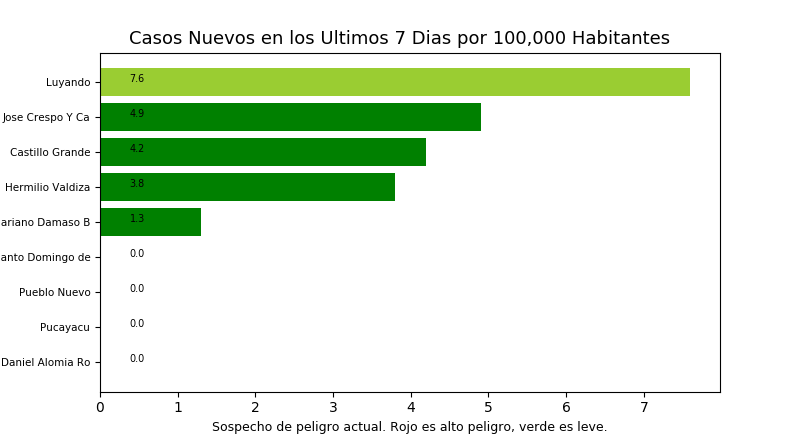 Casos Nuevos en los Ultimos 7 Dias por 100,000 Habitantes
Luyando 7.6
Jose Crespo Y Ca 4.9
Castillo Grande 4.2
Hermilio Valdiza 3.8
ariano Damaso B 1.3
anto Domingo de 0.0
Pueblo Nuevo 0.0
Pucayacu 0.0
Daniel Alomia Ro 0.0
0 1 2 3 4 5 6 7
Sospecho de peligro actual. Rojo es alto peligro, verde es leve.